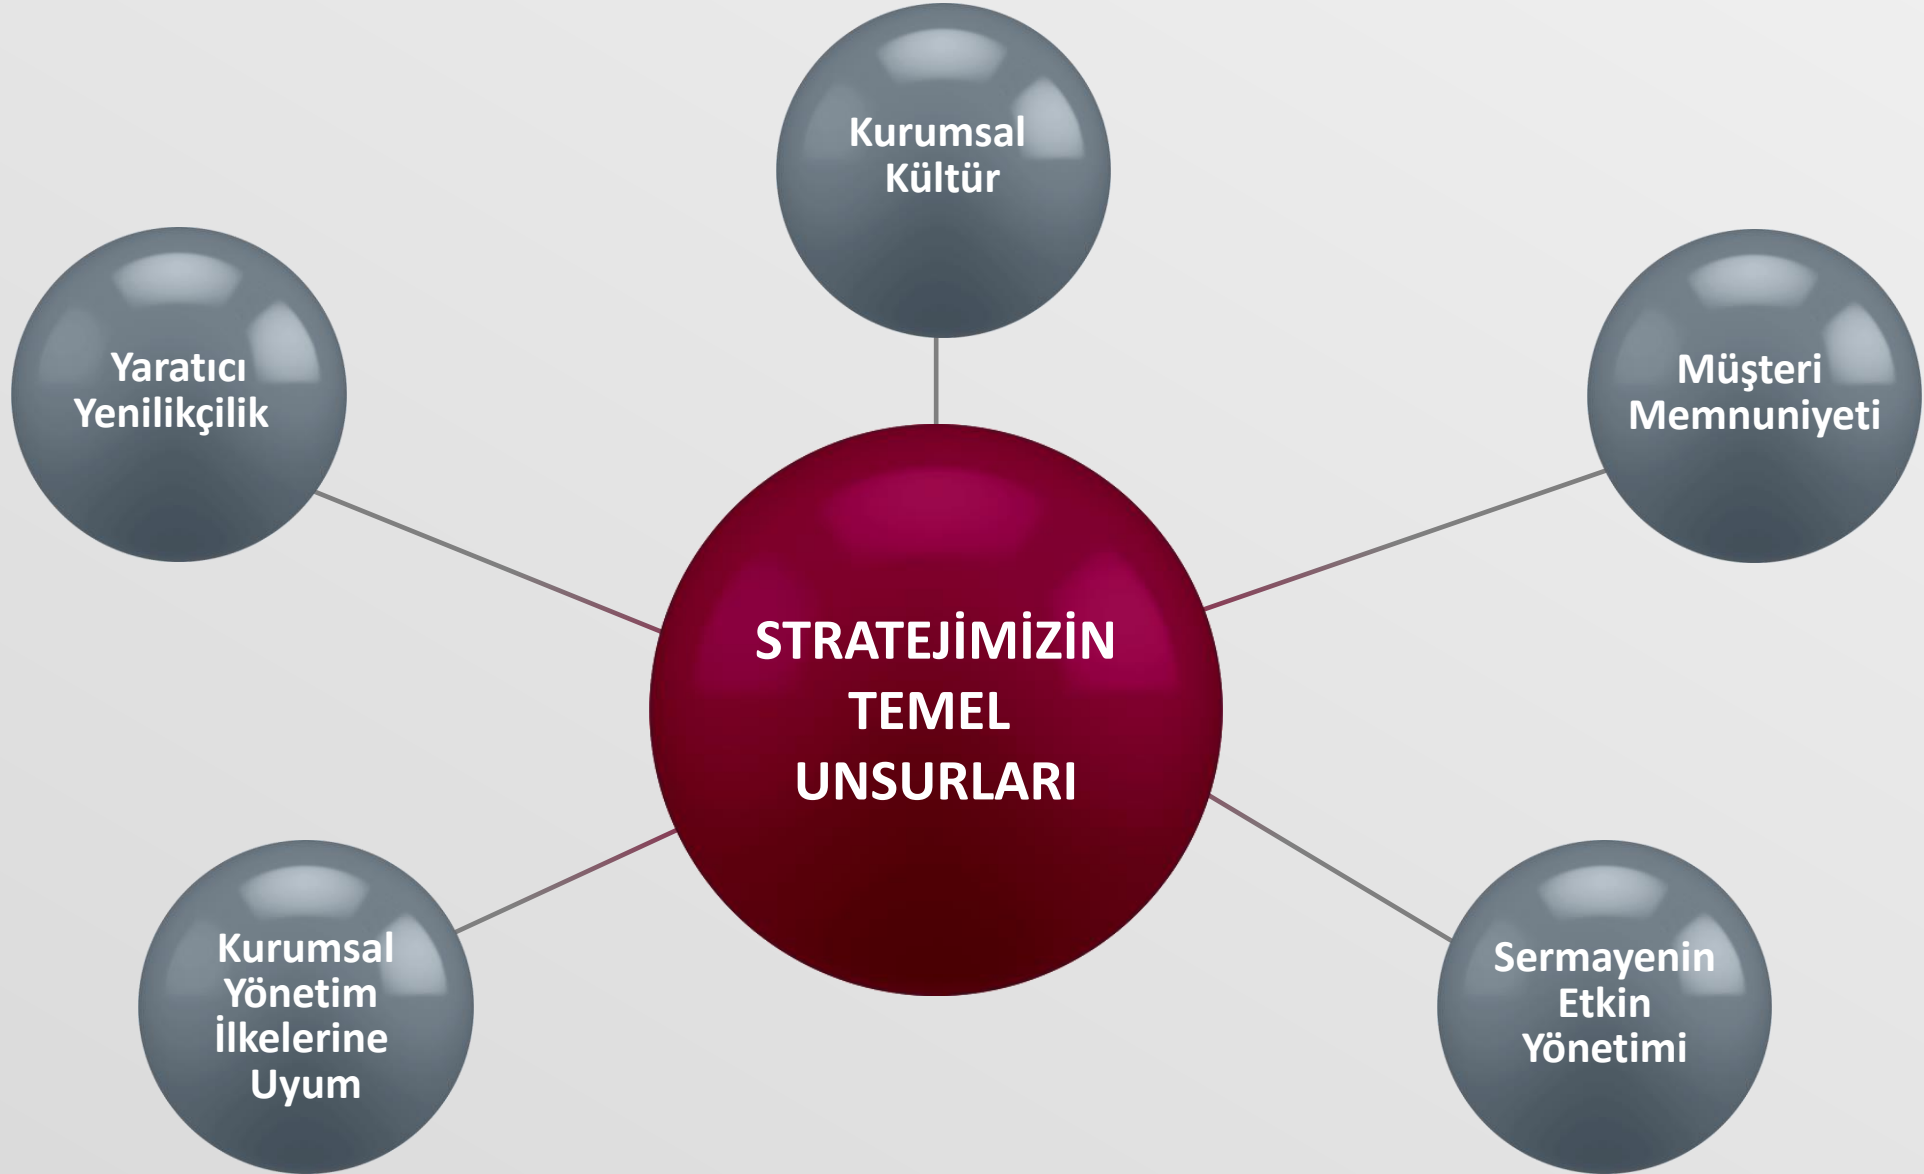 Kurumsal
Kültür
Yaratıcı
Yenilikçilik
Müşteri
Memnuniyeti
STRATEJİMİZİN
TEMEL
UNSURLARI
Kurumsal
Yönetim
İlkelerine
Uyum
Sermayenin
Etkin
Yönetimi